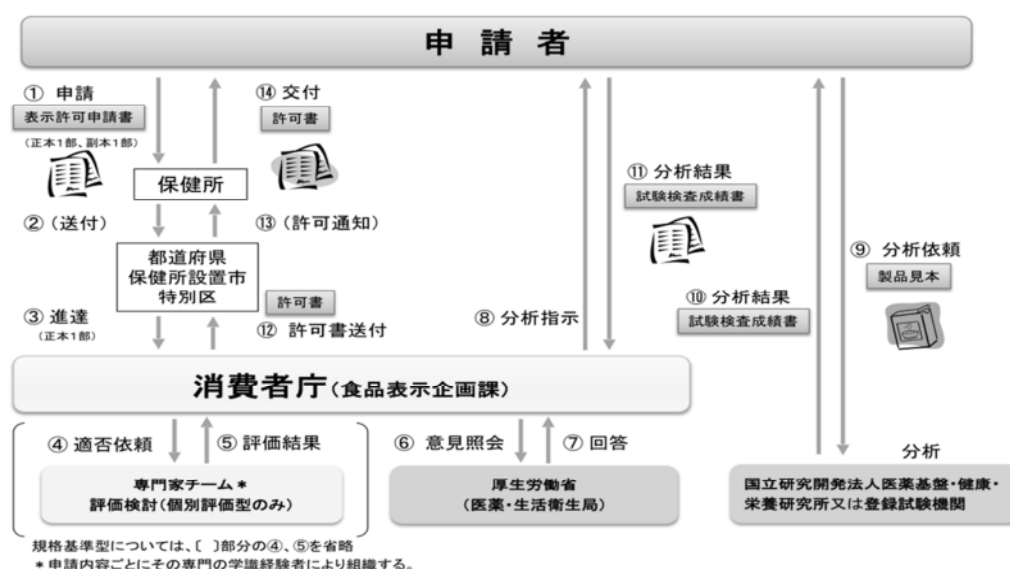 申請者
① 申請
表示許可申請書
(正本1部、副本1部)
⑭ 交付
許可書
保健所
② (送付)
⑬ (許可通知)
都道府県
保健所設置市
特別区
③ 進達
(正本1部)
許可書
⑫ 許可書送付
⑧ 分析指示
⑪ 分析結果
試験検査成績書
⑩ 分析結果
試験検査成績書
⑨ 分析依頼
製品見本
消費者庁(食品表示企画課)
④ 適否依頼
⑤ 評価結果
⑥ 意見照会
⑦ 回答
分析
専門家チーム*
評価検討(個別評価型のみ)
厚生労働省
(医薬・生活衛生局)
国立研究開発法人医薬基盤・健康・
栄養研究所又は登録試験機関
規格基準型については、〔 〕部分の④、⑤を省略
*申請内容ごとにその専門の学識経験者により組織する。